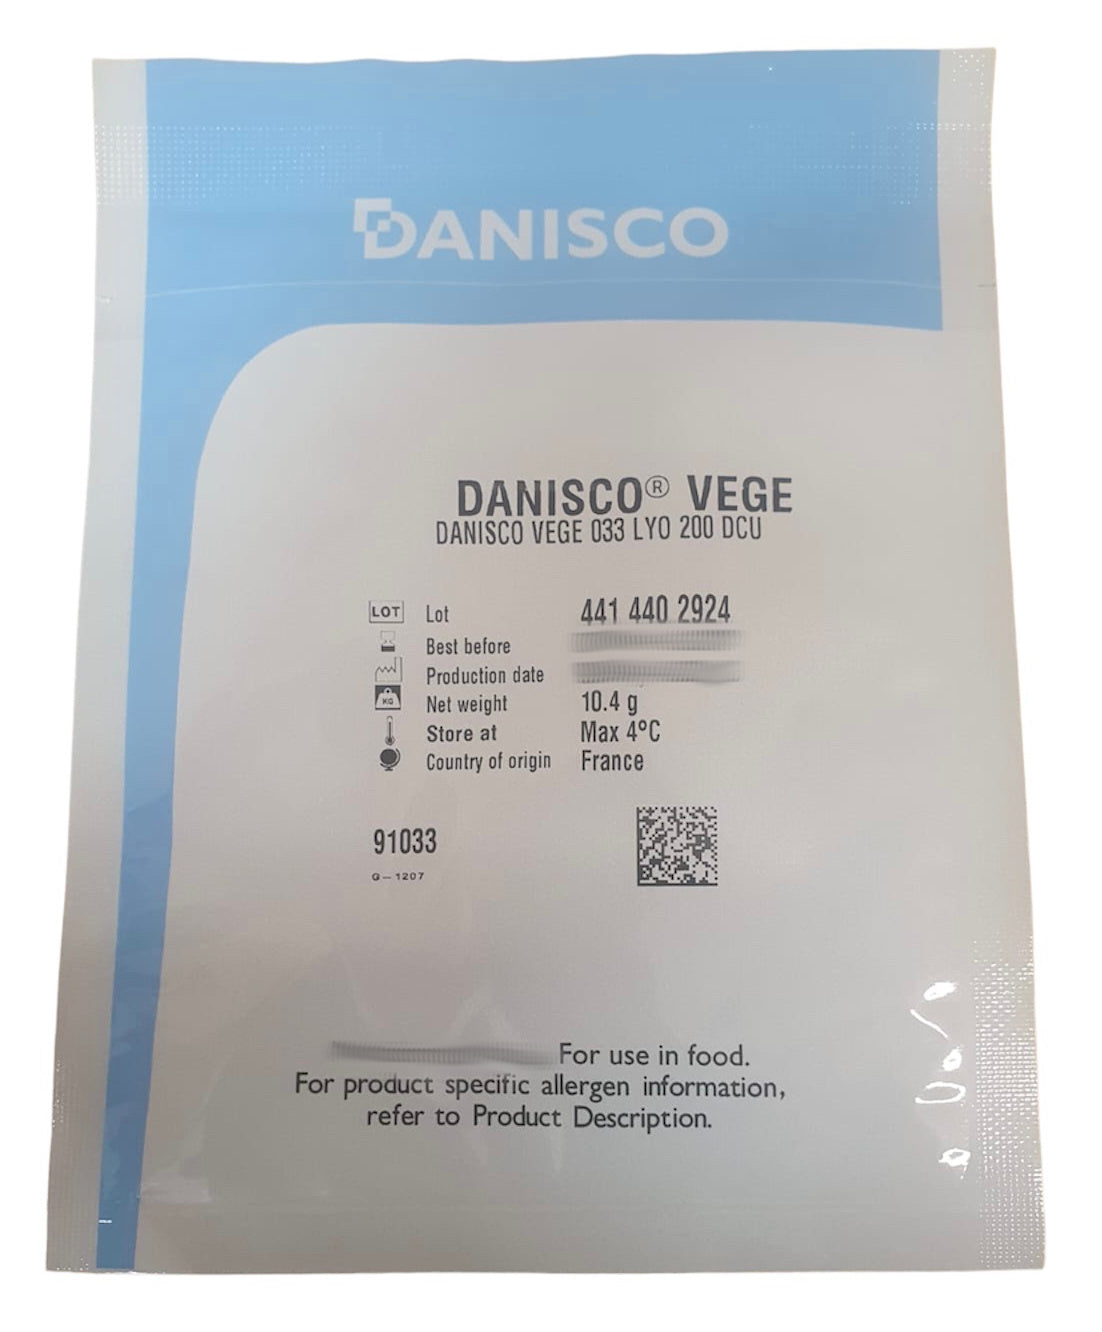 DANISCO
DANISCO® VEGE
DANISCO VEGE 033 LYO 200 DCU
LOT Lot 441 440 2924
Best before
Production date
KG Net weight 10.4 g
Store at Max 4°C
Country of origin France
91033
G-1207
For use in food.
For product specific allergen information,
refer to Product Description.